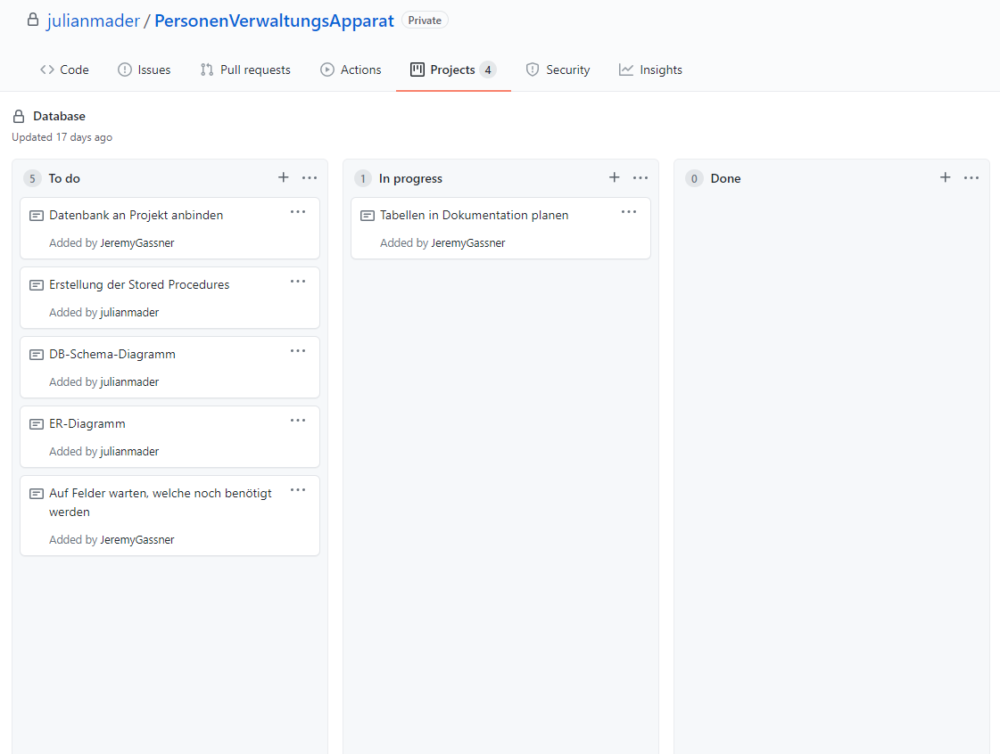 julianmader / PersonenVerwaltungsApparat Private
Code Issues Pull requests Actions Projects 4 Security Insights
Database
Updated 17 days ago
5 To do
Datenbank an Projekt anbinden
Added by JeremyGassner
Erstellung der Stored Procedures
Added by julianmader
DB-Schema-Diagramm
Added by julianmader
ER-Diagramm
Added by julianmader
Auf Felder warten, welche noch benötigt
werden
Added by JeremyGassner
1 In progress
Tabellen in Dokumentation planen
Added by JeremyGassner
0 Done